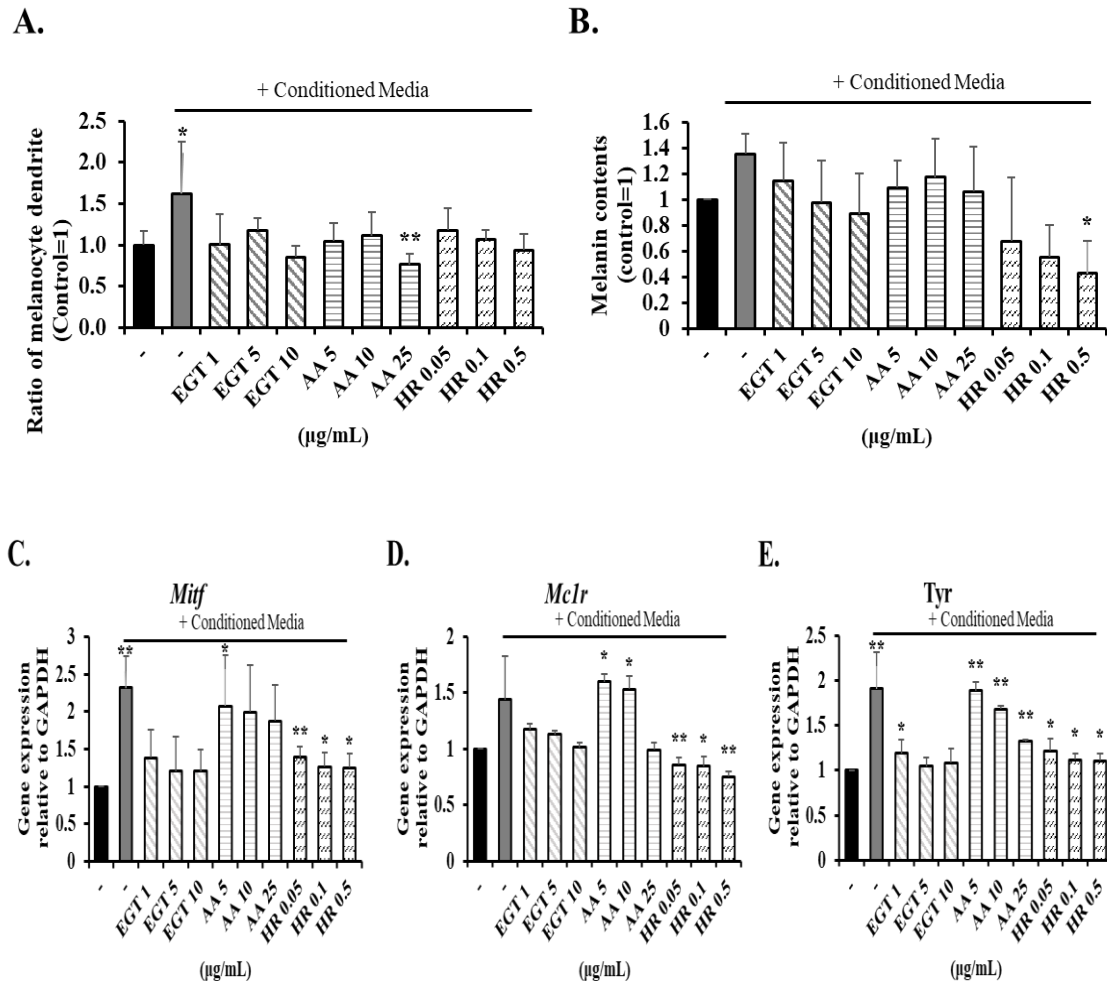 A.
+ Conditioned Media
Ratio of melanocyte dendrite
(Control=1)
2.5
2.0
1.5
1.0
0.5
0.0
*
**
-
-
EGT 1
EGT 5
EGT 10
AA 5
AA 10
AA 25
HR 0.05
HR 0.1
HR 0.5
(μg/mL)
B.
+ Conditioned Media
Melanin contents
(control=1)
1.6
1.4
1.2
1
0.8
0.6
0.4
0.2
0
*
-
-
EGT 1
EGT 5
EGT 10
AA 5
AA 10
AA 25
HR 0.05
HR 0.1
HR 0.5
(μg/mL)
C.
Mitf
+ Conditioned Media
Gene expression
relative to GAPDH
3
2.5
2
1.5
1
0.5
0
**
*
**
*
*
-
-
EGT 1
EGT 5
EGT 10
AA 5
AA 10
AA 25
HR 0.05
HR 0.1
HR 0.5
(μg/mL)
D.
Mc1r
+ Conditioned Media
Gene expression
relative to GAPDH
2
1.5
1
0.5
0
*
*
**
*
**
-
-
EGT 1
EGT 5
EGT 10
AA 5
AA 10
AA 25
HR 0.05
HR 0.1
HR 0.5
(μg/mL)
E.
Tyr
+ Conditioned Media
Gene expression
relative to GAPDH
2.5
2
1.5
1
0.5
0
**
*
**
**
**
*
*
*
-
-
EGT 1
EGT 5
EGT 10
AA 5
AA 10
AA 25
HR 0.05
HR 0.1
HR 0.5
(μg/mL)